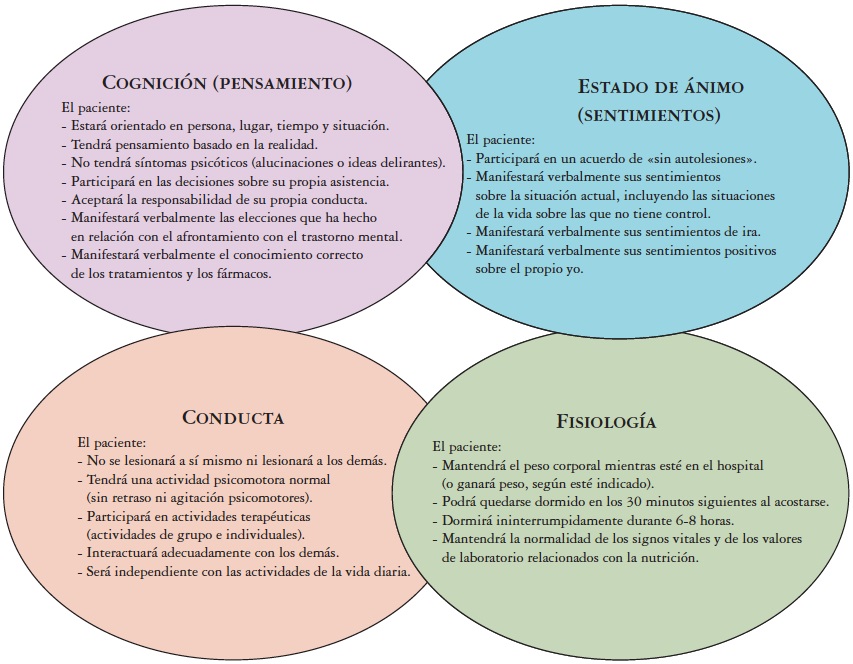 COGNICIÓN (PENSAMIENTO)
El paciente:
- Estará orientado en persona, lugar, tiempo y situación.
- Tendrá pensamiento basado en la realidad.
- No tendrá síntomas psicóticos (alucinaciones o ideas delirantes).
- Participará en las decisiones sobre su propia asistencia.
- Aceptará la responsabilidad de su propia conducta.
- Manifestará verbalmente las elecciones que ha hecho
en relación con el afrontamiento con el trastorno mental.
- Manifestará verbalmente el conocimiento correcto
de los tratamientos y los fármacos.
ESTADO DE ÁNIMO
(SENTIMIENTOS)
El paciente:
- Participará en un acuerdo de «sin autolesiones».
- Manifestará verbalmente sus sentimientos
sobre la situación actual, incluyendo las situaciones
de la vida sobre las que no tiene control.
- Manifestará verbalmente sus sentimientos de ira.
- Manifestará verbalmente sus sentimientos positivos
sobre el propio yo.
CONDUCTA
El paciente:
- No se lesionará a sí mismo ni lesionará a los demás.
- Tendrá una actividad psicomotora normal
(sin retraso ni agitación psicomotores).
- Participará en actividades terapéuticas
(actividades de grupo e individuales).
- Interactuará adecuadamente con los demás.
- Será independiente con las actividades de la vida diaria.
FISIOLOGÍA
El paciente:
- Mantendrá el peso corporal mientras esté en el hospital
(o ganará peso, según esté indicado).
- Podrá quedarse dormido en los 30 minutos siguientes al acostarse.
- Dormirá ininterrumpidamente durante 6-8 horas.
- Mantendrá la normalidad de los signos vitales y de los valores
de laboratorio relacionados con la nutrición.